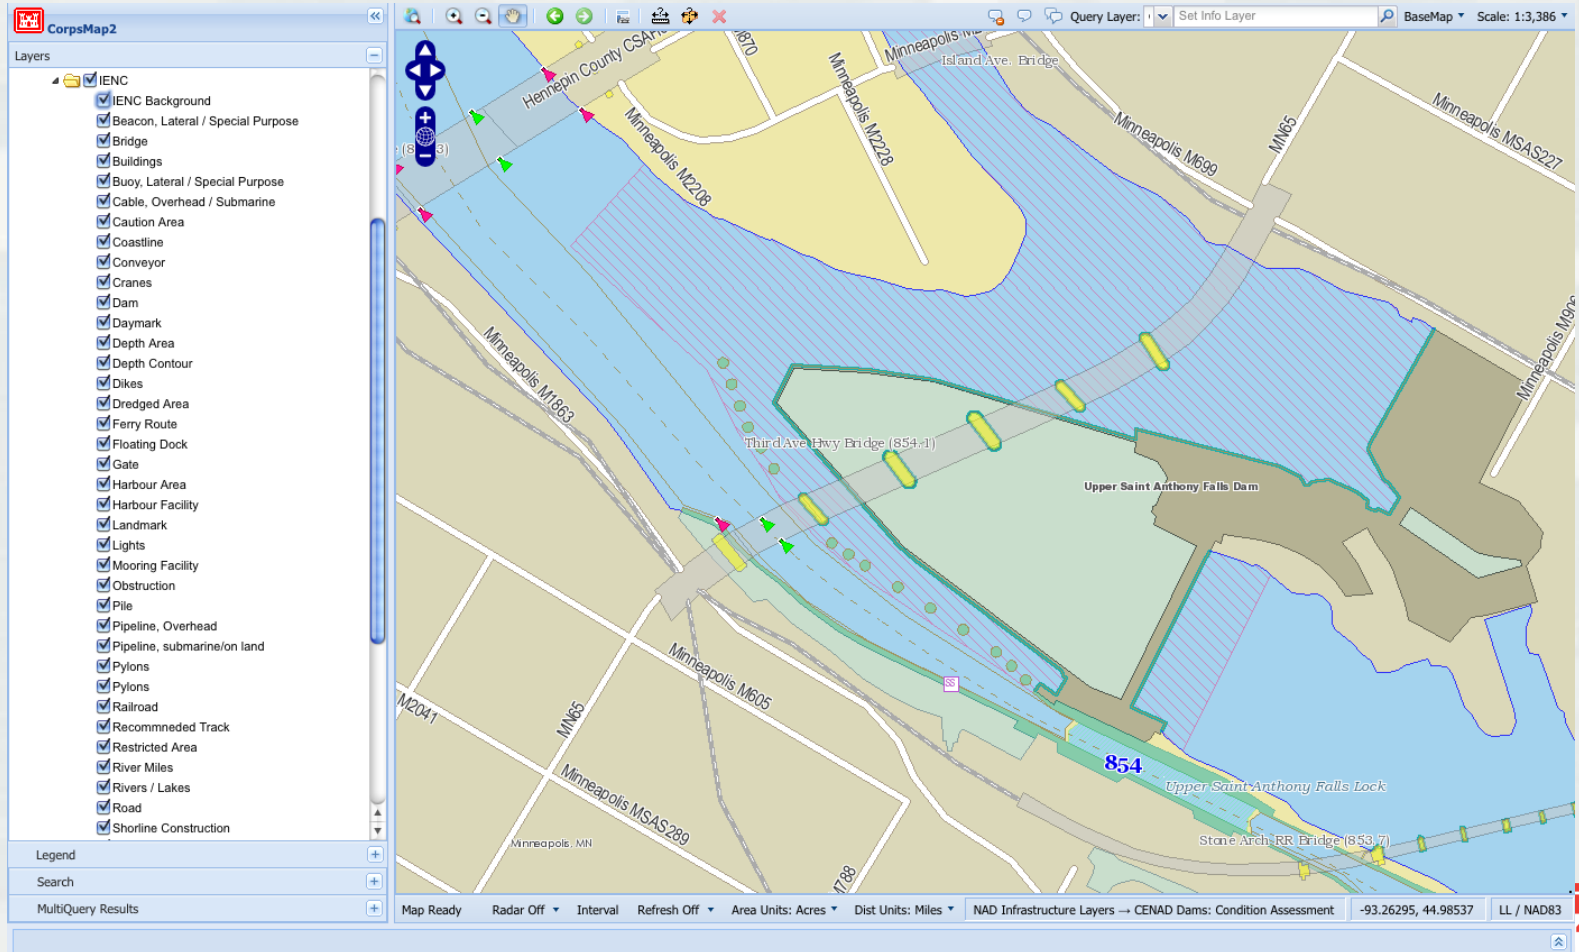 CorpsMap2
Query Layer:
Set Info Layer
BaseMap
Scale: 1:3,386
Layers
IENC
IENC Background
Beacon, Lateral / Special Purpose
Bridge
Buildings
Buoy, Lateral / Special Purpose
Cable, Overhead / Submarine
Caution Area
Coastline
Conveyor
Cranes
Dam
Daymark
Depth Area
Depth Contour
Dikes
Dredged Area
Ferry Route
Floating Dock
Gate
Harbour Area
Harbour Facility
Landmark
Lights
Mooring Facility
Obstruction
Pile
Pipeline, Overhead
Pipeline, submarine/on land
Pylons
Pylons
Railroad
Recommneded Track
Restricted Area
River Miles
Rivers / Lakes
Road
Shorline Construction
Legend
Search
MultiQuery Results
Hennepin County CSAH
Minneapolis M2
Island Ave. Bridge
Minneapolis M2228
Minneapolis M2208
Minneapolis M699
MN65
Minneapolis MSAS227
Minneapolis M906
Minneapolis M1863
Third Ave Hwy Bridge (854.1)
Upper Saint Anthony Falls Dam
SS
Minneapolis M605
M2041
MN65
854
Upper Saint Anthony Falls Lock
Minneapolis MSAS289
Minneapolis, MN
Stone Arch RR Bridge (853.7)
M788
Map Ready
Radar Off
Interval
Refresh Off
Area Units: Acres
Dist Units: Miles
NAD Infrastructure Layers → CENAD Dams: Condition Assessment
-93.26295, 44.98537
LL / NAD83